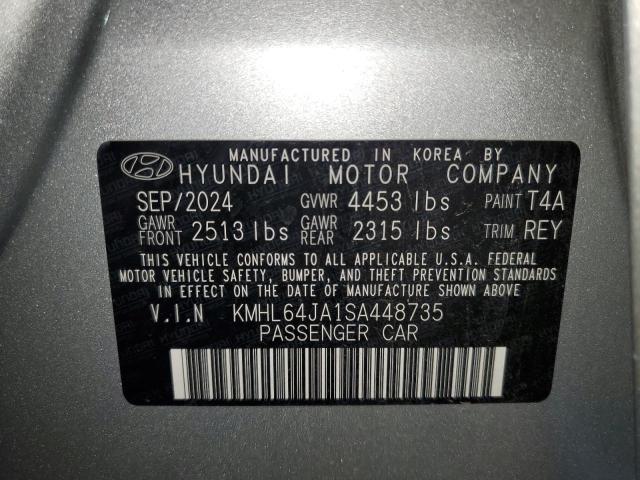 MANUFACTURED IN KOREA BY
HYUNDAI MOTOR COMPANY
SEP/2024 GVWR 4453 lbs PAINT T4A
GAWR FRONT 2513 lbs GAWR REAR 2315 lbs TRIM REY
THIS VEHICLE CONFORMS TO ALL APPLICABLE U.S.A. FEDERAL
MOTOR VEHICLE SAFETY, BUMPER, AND THEFT PREVENTION STANDARDS
IN EFFECT ON THE DATE OF MANUFACTURE SHOWN ABOVE.
V.I.N KMHL64JA1SA448735
PASSENGER CAR